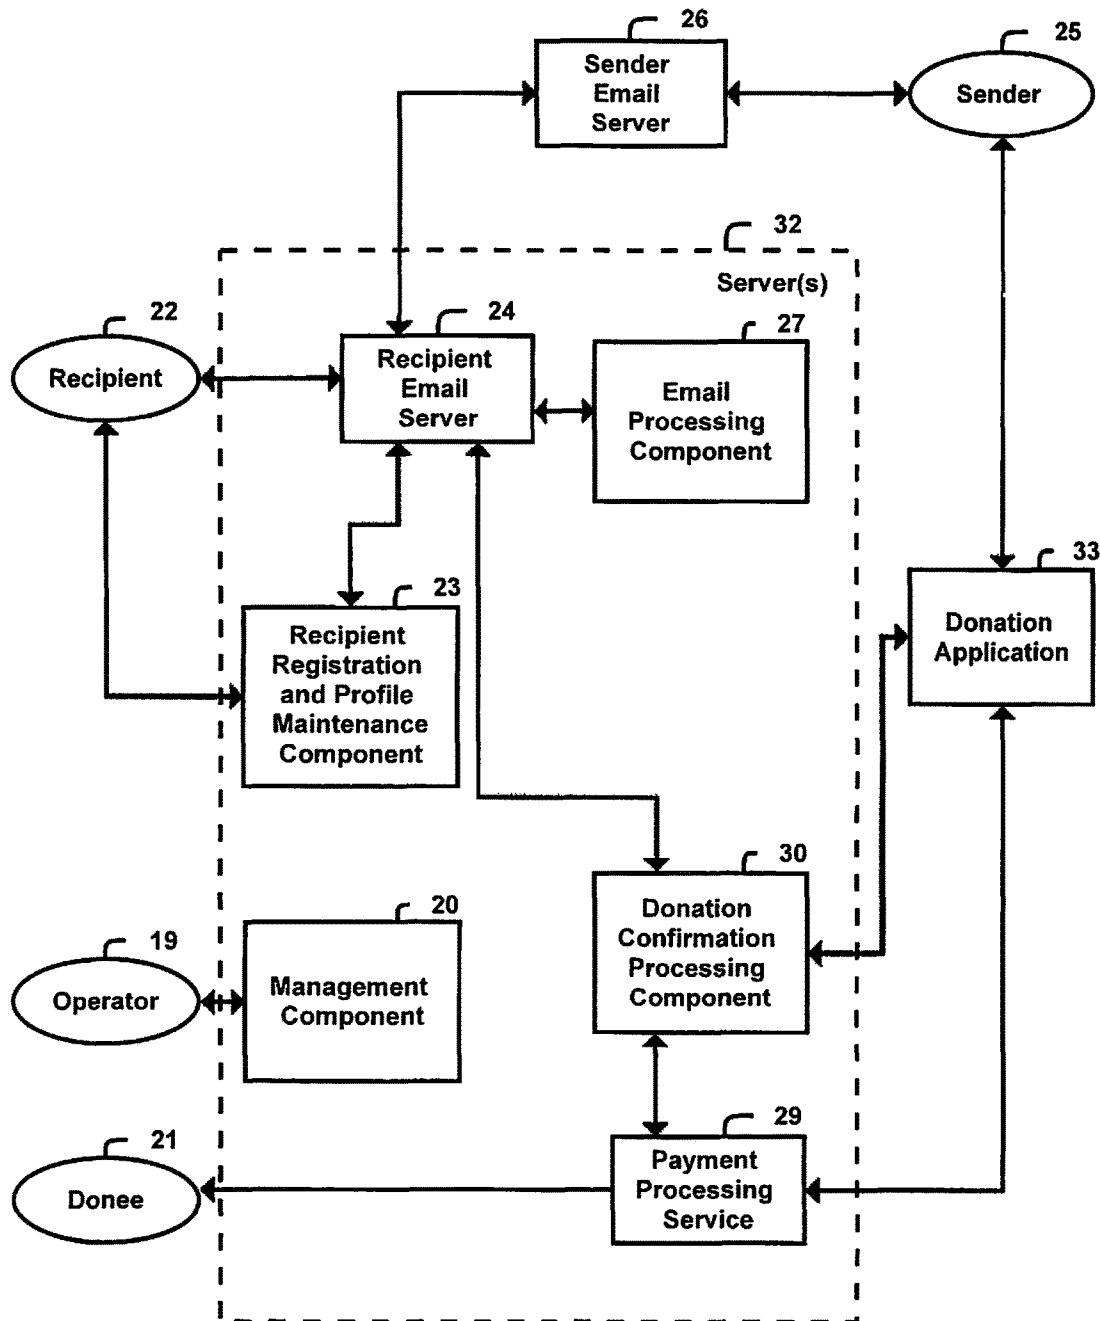 26
Sender
Email
Server
25
Sender
32
Server(s)
22
Recipient
24
Recipient
Email
Server
27
Email
Processing
Component
33
Donation
Application
23
Recipient
Registration
and Profile
Maintenance
Component
30
Donation
Confirmation
Processing
Component
20
Management
Component
19
Operator
29
Payment
Processing
Service
21
Donee